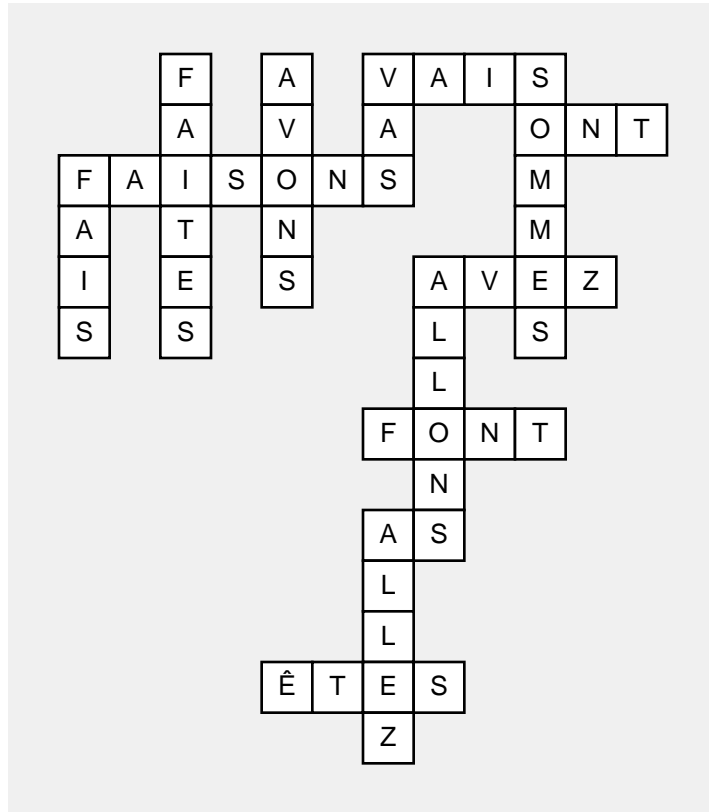 F A V A I S
A V A O N T
F A I S O N S M
A T N M
I E S A V E Z
S S L S
L
F O N T
N
A S
L
L
Ê T E S
Z